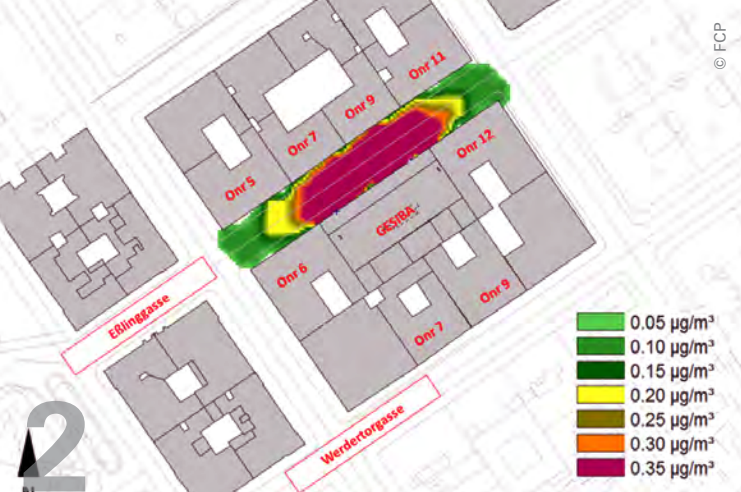 © FCP
Onr 11
Onr 9
Onr 12
Onr 7
Onr 5
GESIBA
Onr 6
Onr 9
Eßlinggasse
Onr 7
Werdertorgasse
0.05 µg/m³
0.10 µg/m³
0.15 µg/m³
0.20 µg/m³
0.25 µg/m³
0.30 µg/m³
0.35 µg/m³
2